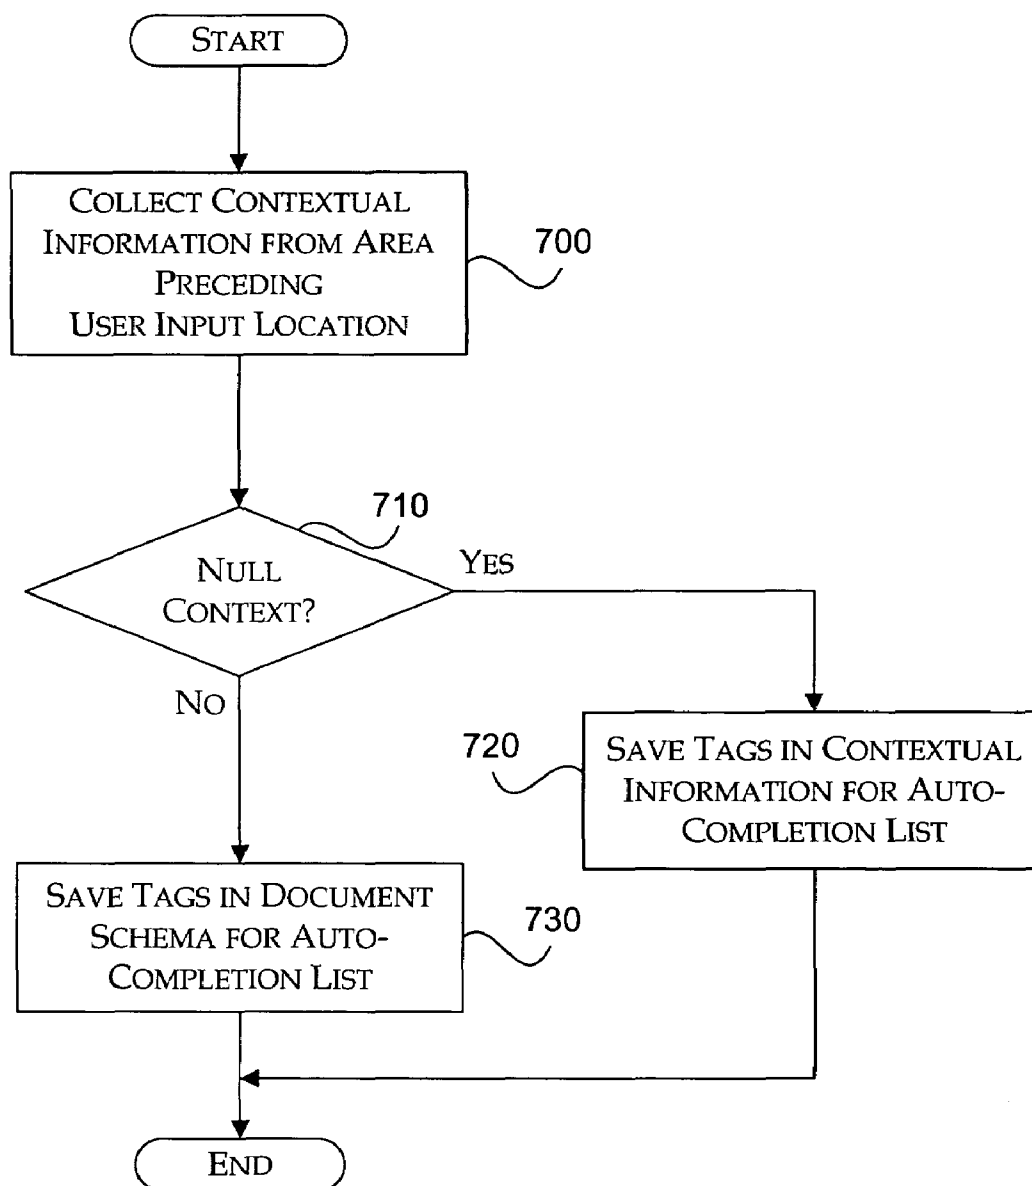 START
COLLECT CONTEXTUAL
INFORMATION FROM AREA
PRECEDING
USER INPUT LOCATION
700
710
NULL
CONTEXT?
YES
NO
720
SAVE TAGS IN CONTEXTUAL
INFORMATION FOR AUTO-
COMPLETION LIST
SAVE TAGS IN DOCUMENT
SCHEMA FOR AUTO-
COMPLETION LIST
730
END